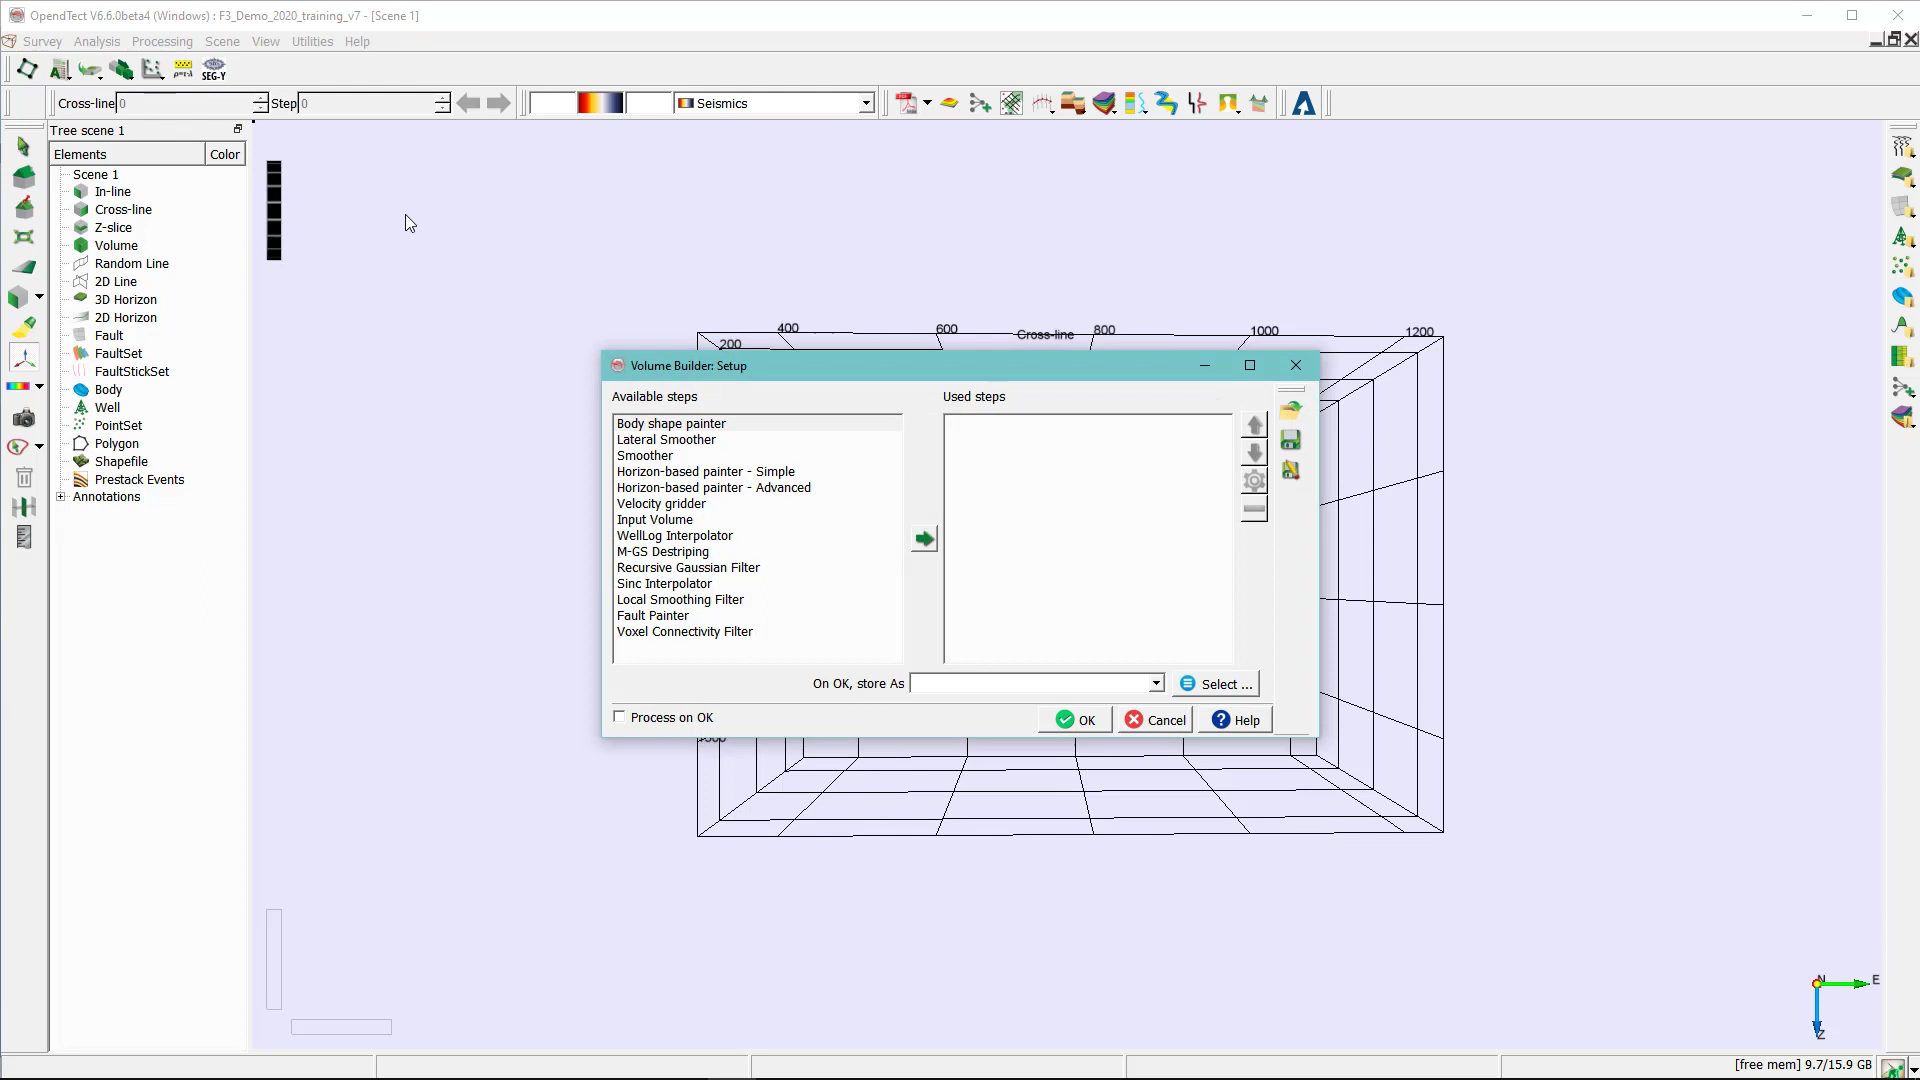 OpendTect V6.6.0beta4 (Windows) : F3_Demo_2020_training_v7 - [Scene 1]
Survey Analysis Processing Scene View Utilities Help
SEG-Y
Cross-line 0 Step 0 Seismics
Tree scene 1
Elements Color
Scene 1
In-line
Cross-line
Z-slice
Volume
Random Line
2D Line
3D Horizon
2D Horizon
Fault
FaultSet
FaultStickSet
Body
Well
PointSet
Polygon
Shapefile
Prestack Events
Annotations
400 600 Cross-line 800 1000 1200
200
Volume Builder: Setup
Available steps Used steps
Body shape painter
Lateral Smoother
Smoother
Horizon-based painter - Simple
Horizon-based painter - Advanced
Velocity gridder
Input Volume
WellLog Interpolator
M-GS Destriping
Recursive Gaussian Filter
Sinc Interpolator
Local Smoothing Filter
Fault Painter
Voxel Connectivity Filter
On OK, store As Select ...
Process on OK OK Cancel Help
N E
Z
[free mem] 9.7/15.9 GB